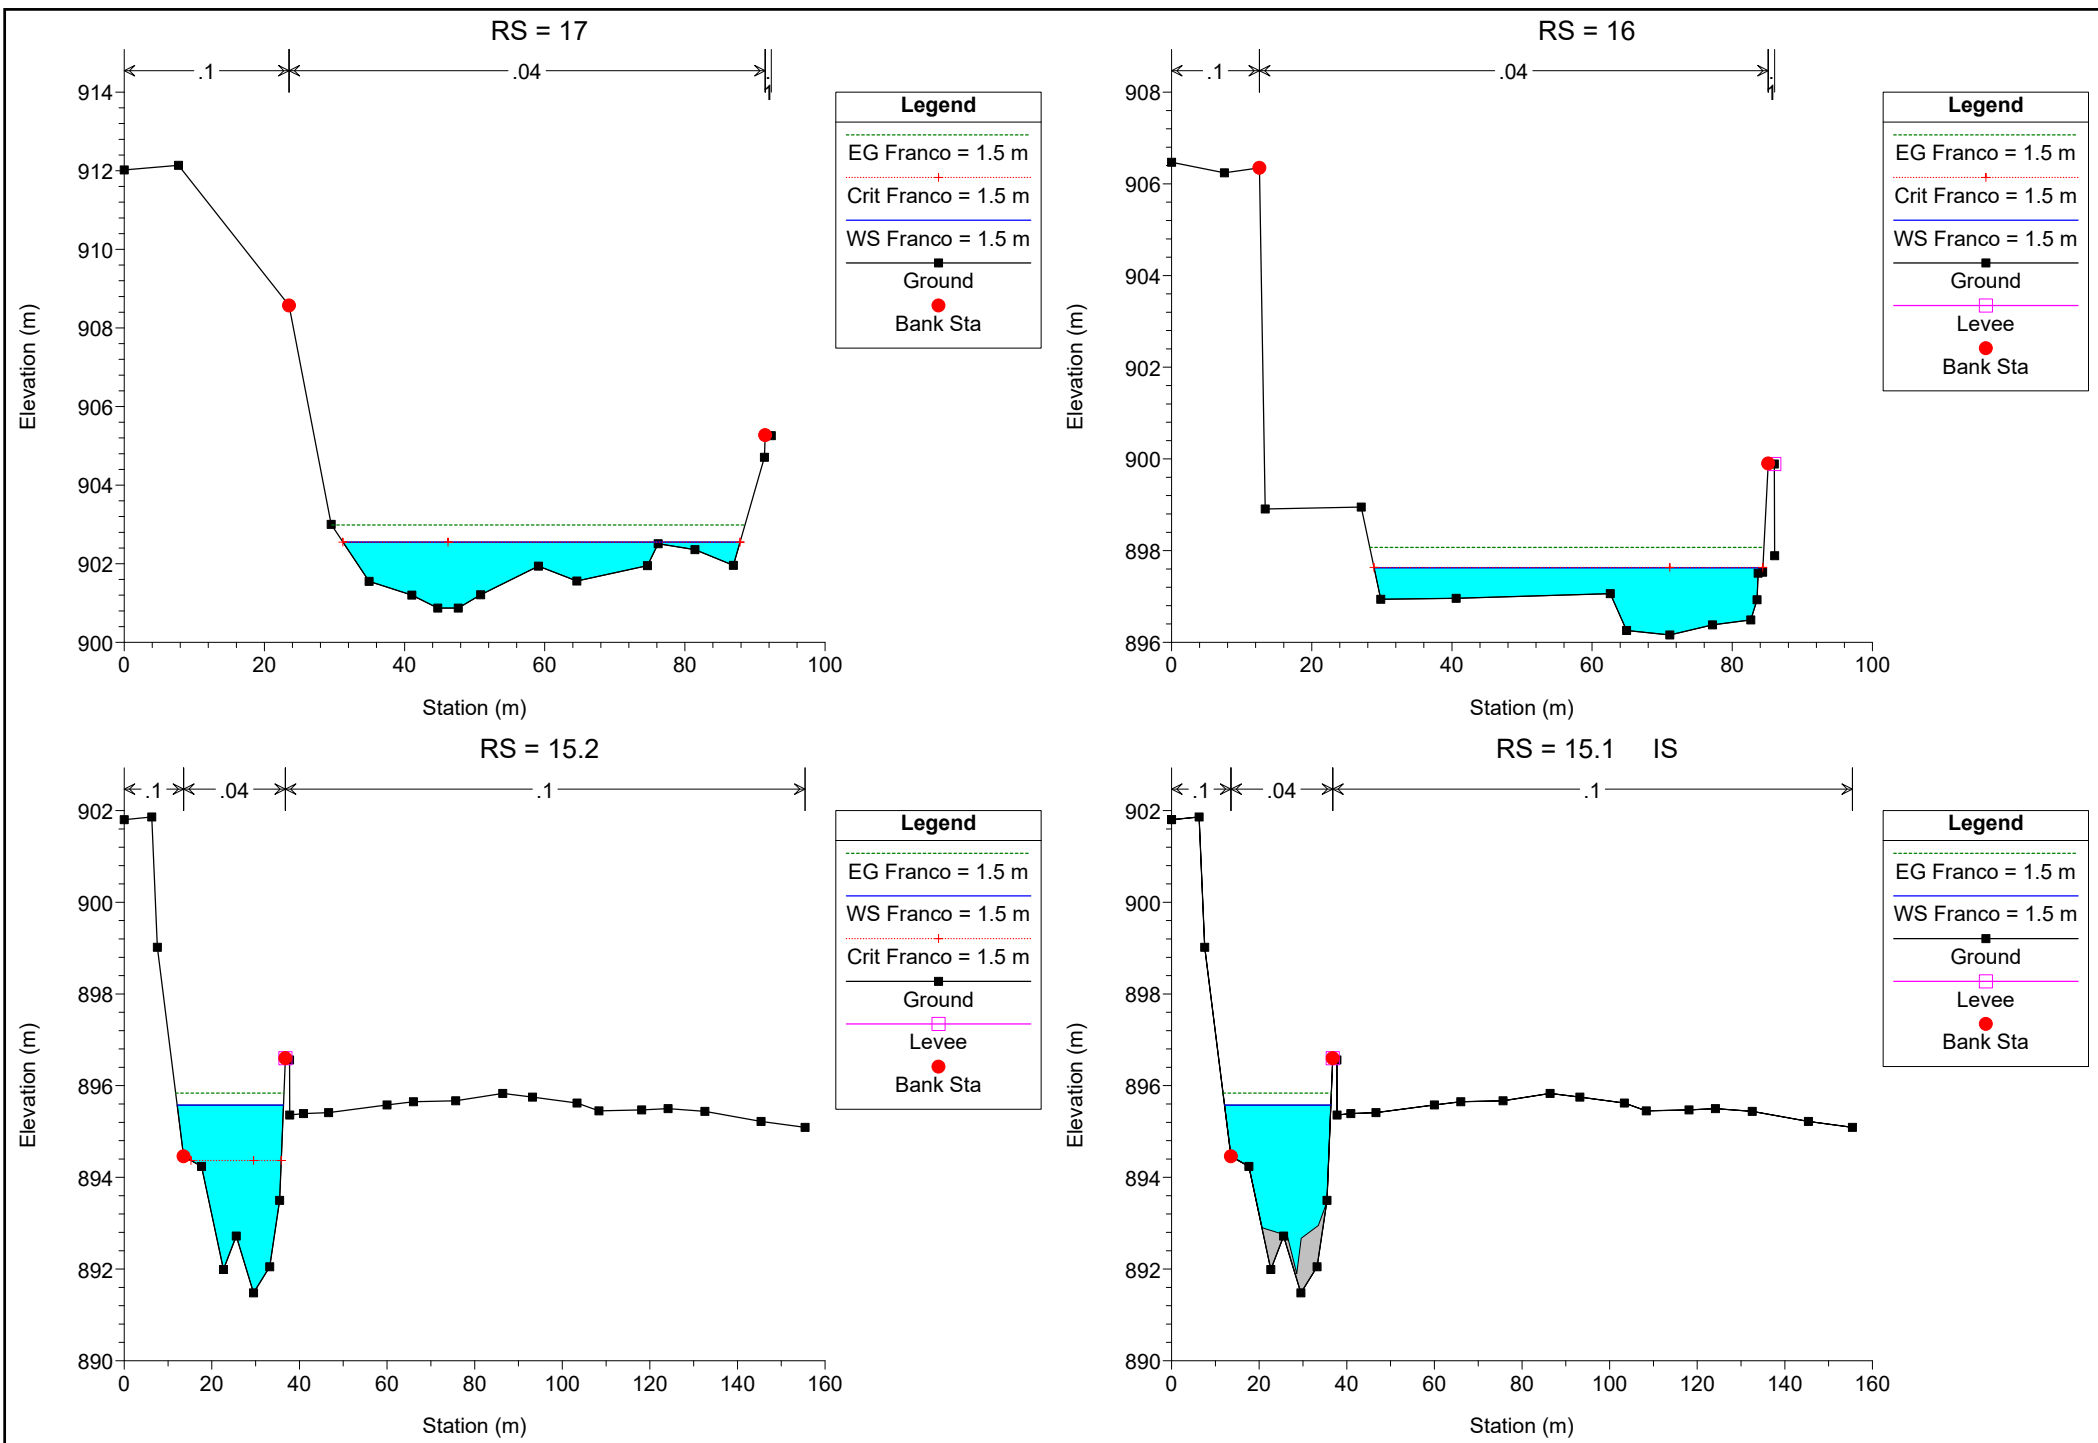 RS = 17
.1
.04
.1
914
912
910
908
906
904
902
900
0
20
40
60
80
100
Elevation (m)
Station (m)
Legend
EG Franco = 1.5 m
Crit Franco = 1.5 m
WS Franco = 1.5 m
Ground
Bank Sta
RS = 16
.1
.04
.1
908
906
904
902
900
898
896
0
20
40
60
80
100
Elevation (m)
Station (m)
Legend
EG Franco = 1.5 m
Crit Franco = 1.5 m
WS Franco = 1.5 m
Ground
Levee
Bank Sta
RS = 15.2
.1
.04
.1
902
900
898
896
894
892
890
0
20
40
60
80
100
120
140
160
Elevation (m)
Station (m)
Legend
EG Franco = 1.5 m
WS Franco = 1.5 m
Crit Franco = 1.5 m
Ground
Levee
Bank Sta
RS = 15.1 IS
.1
.04
.1
902
900
898
896
894
892
890
0
20
40
60
80
100
120
140
160
Elevation (m)
Station (m)
Legend
EG Franco = 1.5 m
WS Franco = 1.5 m
Ground
Levee
Bank Sta